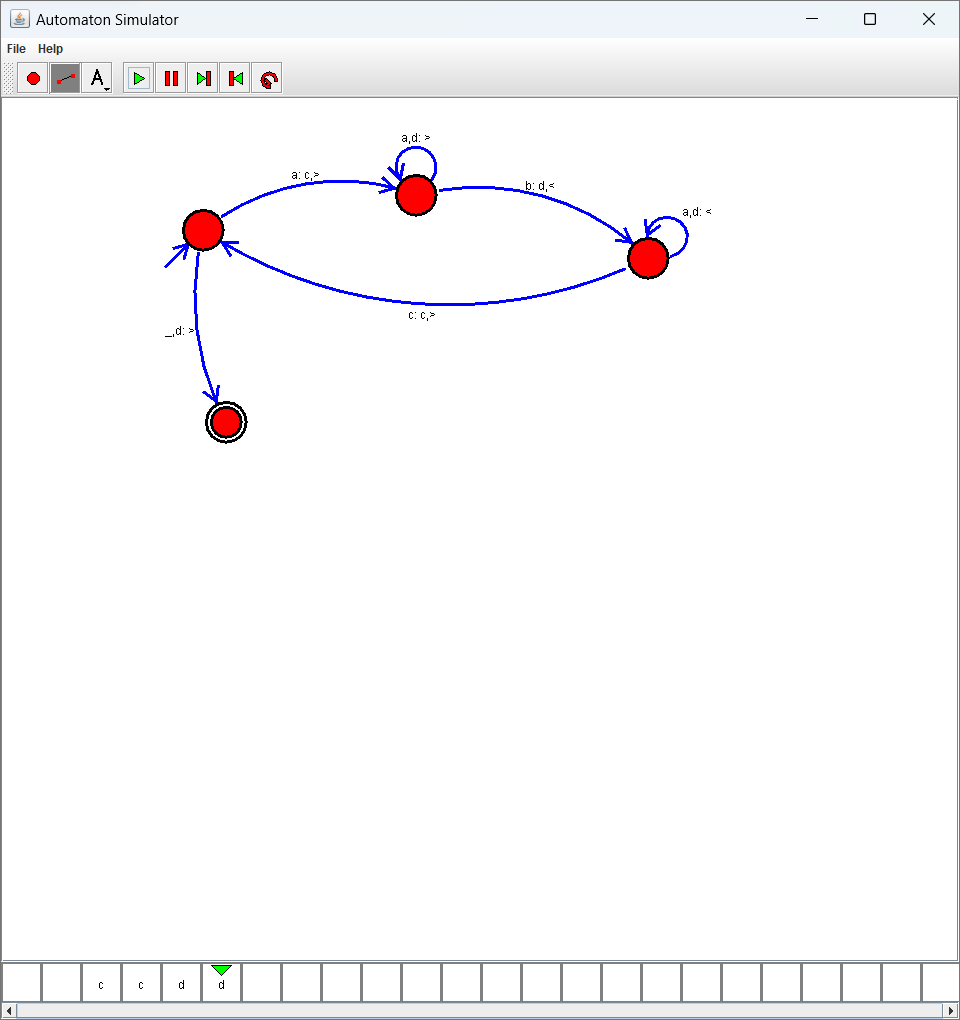 Automaton Simulator
File Help
A
a,d: >
a: c,>
b: d,<
a,d: <
c: c,>
_,d: >
c c d d